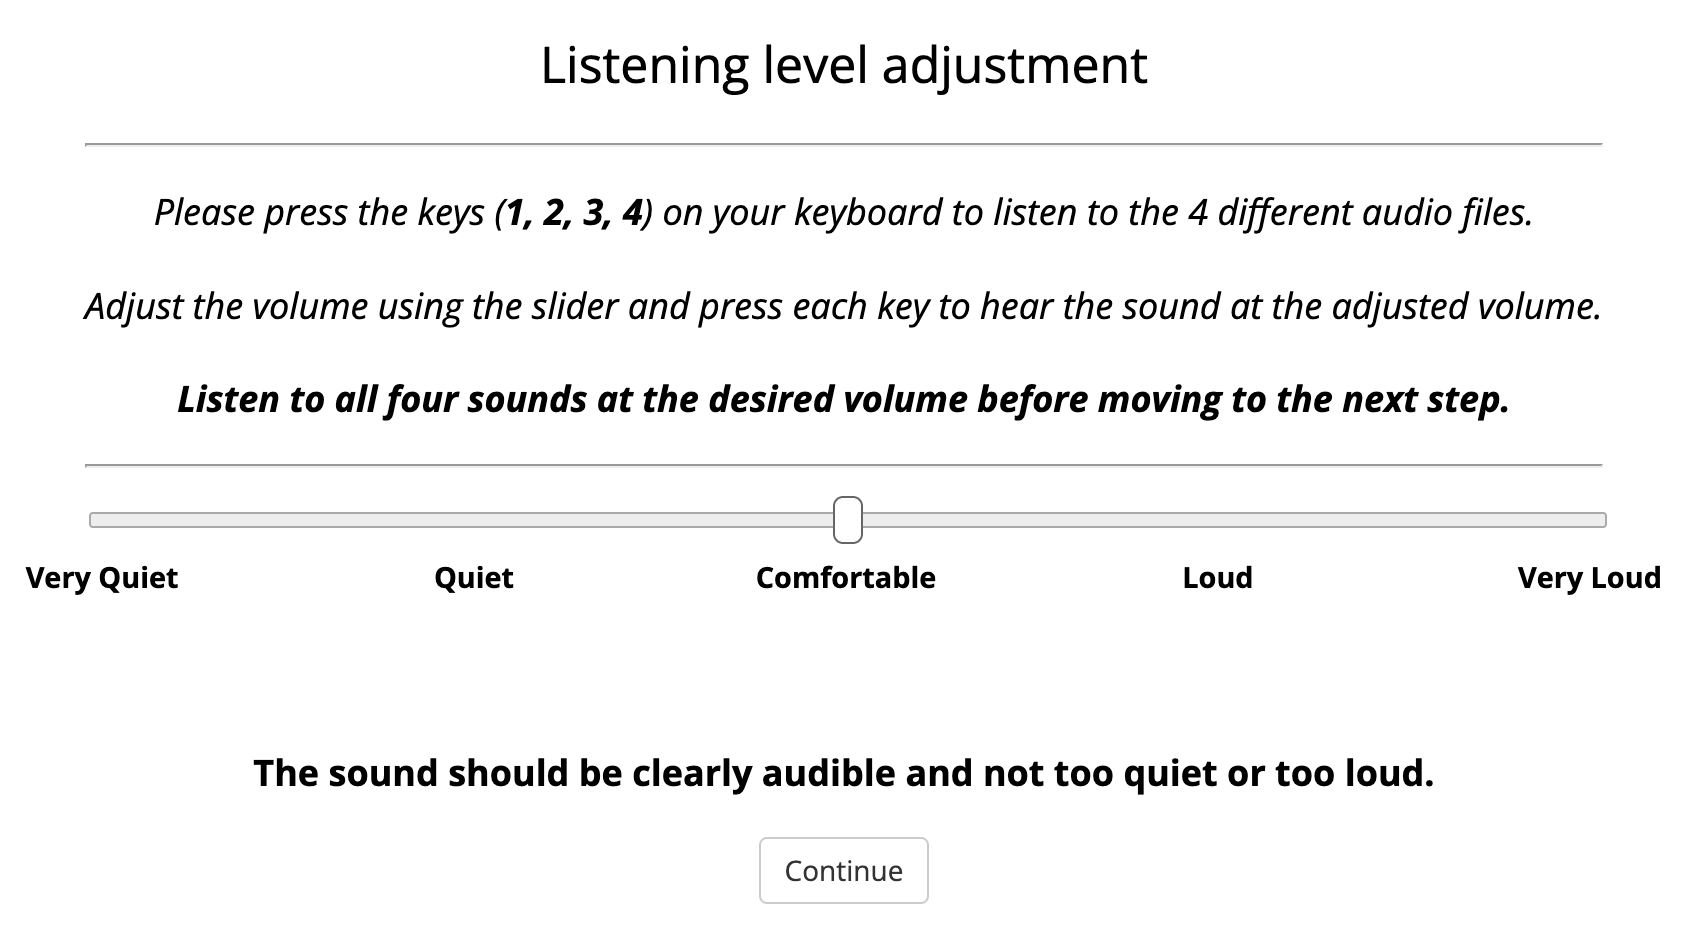 Listening level adjustment
Please press the keys (1, 2, 3, 4) on your keyboard to listen to the 4 different audio files.
Adjust the volume using the slider and press each key to hear the sound at the adjusted volume.
Listen to all four sounds at the desired volume before moving to the next step.
Very Quiet Quiet Comfortable Loud Very Loud
The sound should be clearly audible and not too quiet or too loud.
Continue